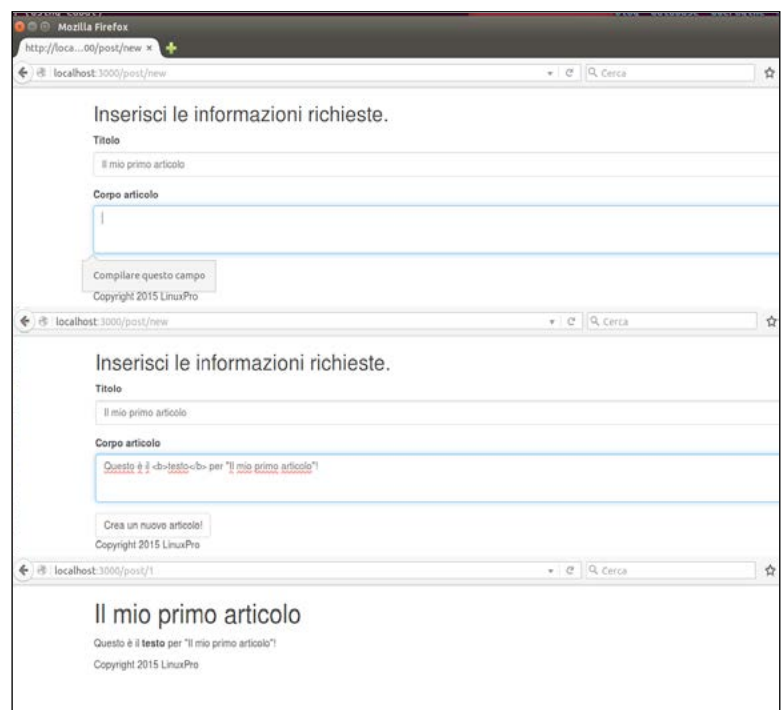 Mozilla Firefox
http://loca...00/post/new ×
localhost:3000/post/new
Cerca
Inserisci le informazioni richieste.
Titolo
Il mio primo articolo
Corpo articolo
Compilare questo campo
Copyright 2015 LinuxPro
localhost:3000/post/new
Cerca
Inserisci le informazioni richieste.
Titolo
Il mio primo articolo
Corpo articolo
Questo è il <b>testo</b> per "Il mio primo articolo"!
Crea un nuovo articolo!
Copyright 2015 LinuxPro
localhost:3000/post/1
Cerca
Il mio primo articolo
Questo è il testo per "Il mio primo articolo"!
Copyright 2015 LinuxPro